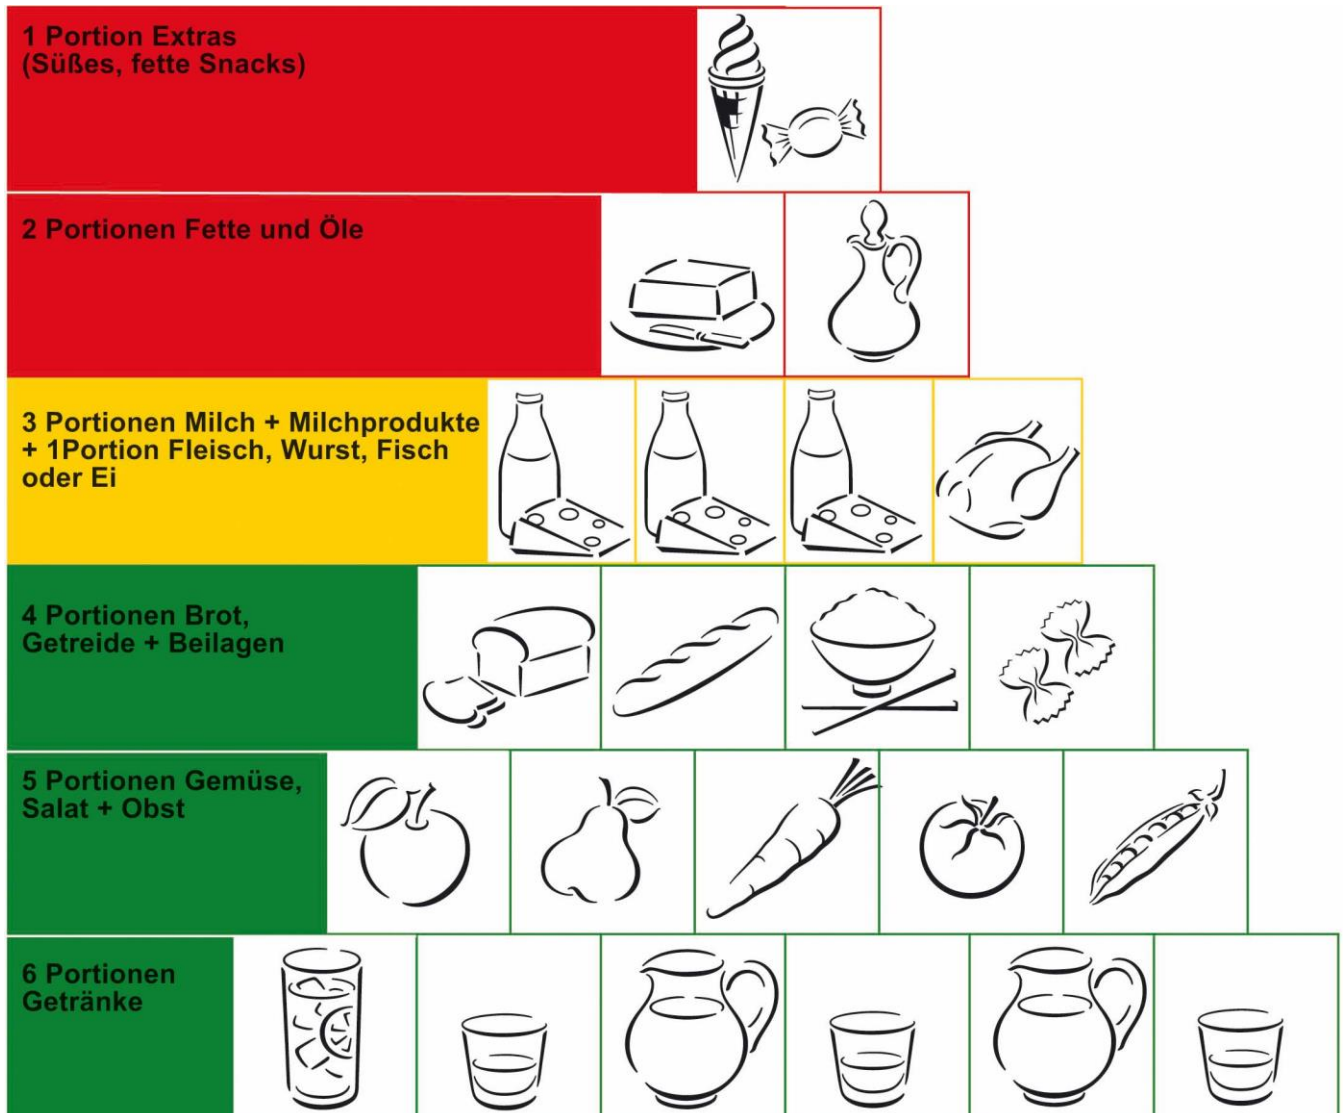 1 Portion Extras
(Süßes, fette Snacks)
2 Portionen Fette und Öle
3 Portionen Milch + Milchprodukte
+ 1Portion Fleisch, Wurst, Fisch
oder Ei
4 Portionen Brot,
Getreide + Beilagen
5 Portionen Gemüse,
Salat + Obst
6 Portionen
Getränke